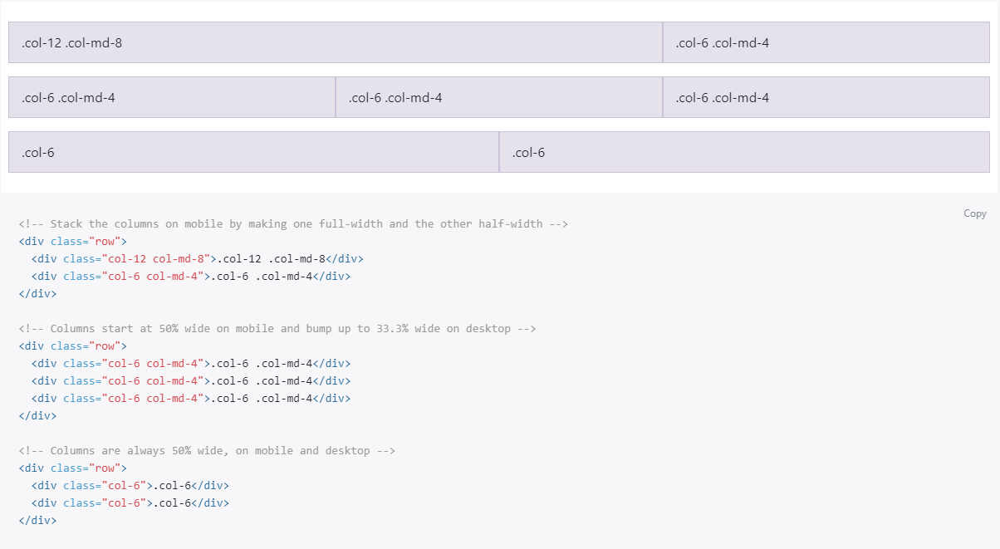 .col-12 .col-md-8 .col-6 .col-md-4
.col-6 .col-md-4 .col-6 .col-md-4 .col-6 .col-md-4
.col-6 .col-6
Copy
<!-- Stack the columns on mobile by making one full-width and the other half-width -->
<div class="row">
  <div class="col-12 col-md-8">.col-12 .col-md-8</div>
  <div class="col-6 col-md-4">.col-6 .col-md-4</div>
</div>

<!-- Columns start at 50% wide on mobile and bump up to 33.3% wide on desktop -->
<div class="row">
  <div class="col-6 col-md-4">.col-6 .col-md-4</div>
  <div class="col-6 col-md-4">.col-6 .col-md-4</div>
  <div class="col-6 col-md-4">.col-6 .col-md-4</div>
</div>

<!-- Columns are always 50% wide, on mobile and desktop -->
<div class="row">
  <div class="col-6">.col-6</div>
  <div class="col-6">.col-6</div>
</div>